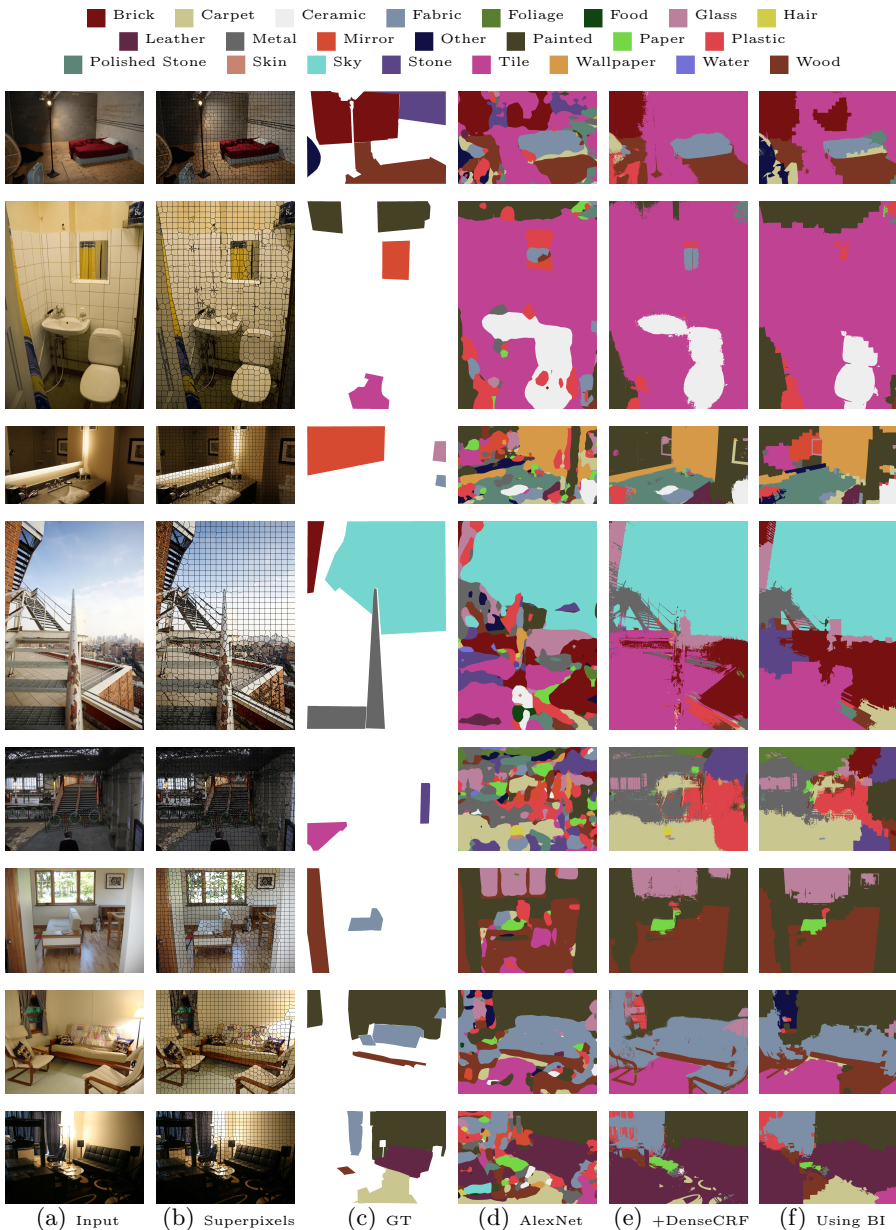 Brick Carpet Ceramic Fabric Foliage Food Glass Hair
Leather Metal Mirror Other Painted Paper Plastic
Polished Stone Skin Sky Stone Tile Wallpaper Water Wood
(a) Input (b) Superpixels (c) GT (d) AlexNet (e) +DenseCRF (f) Using BI